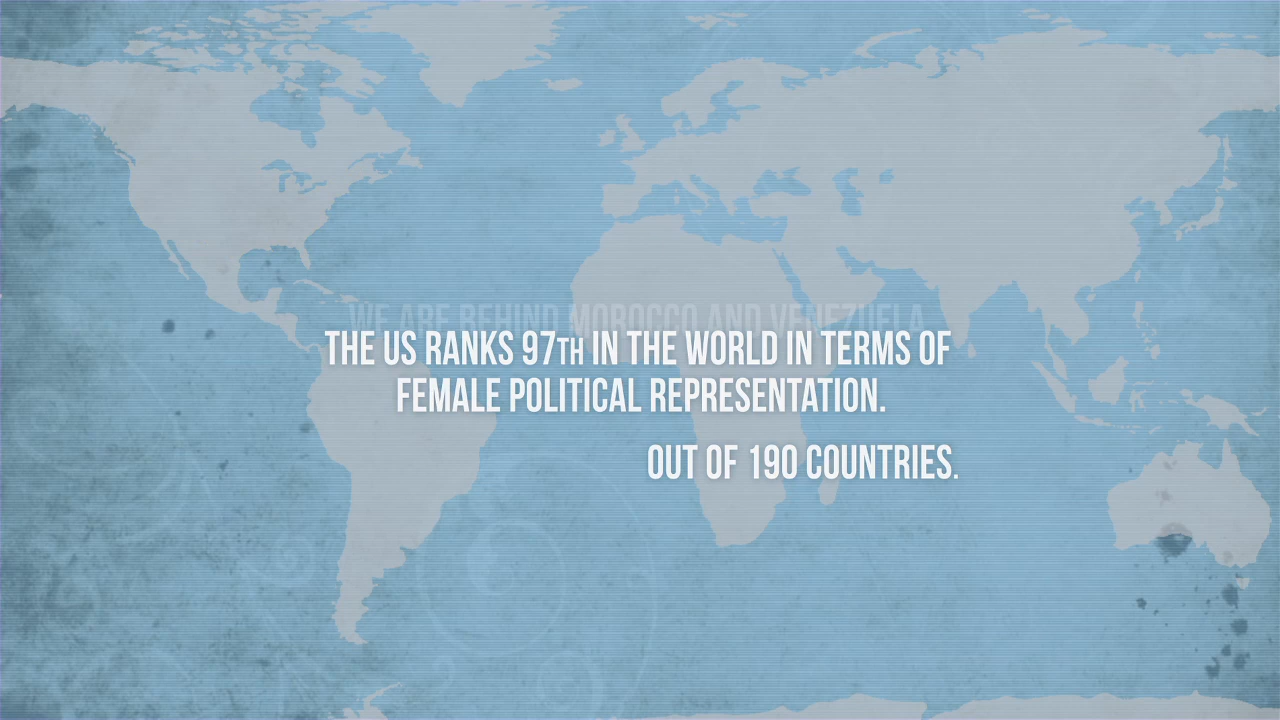 WE ARE BEHIND MOROCCO AND VENEZUELA
THE US RANKS 97TH IN THE WORLD IN TERMS OF
FEMALE POLITICAL REPRESENTATION.
OUT OF 190 COUNTRIES.